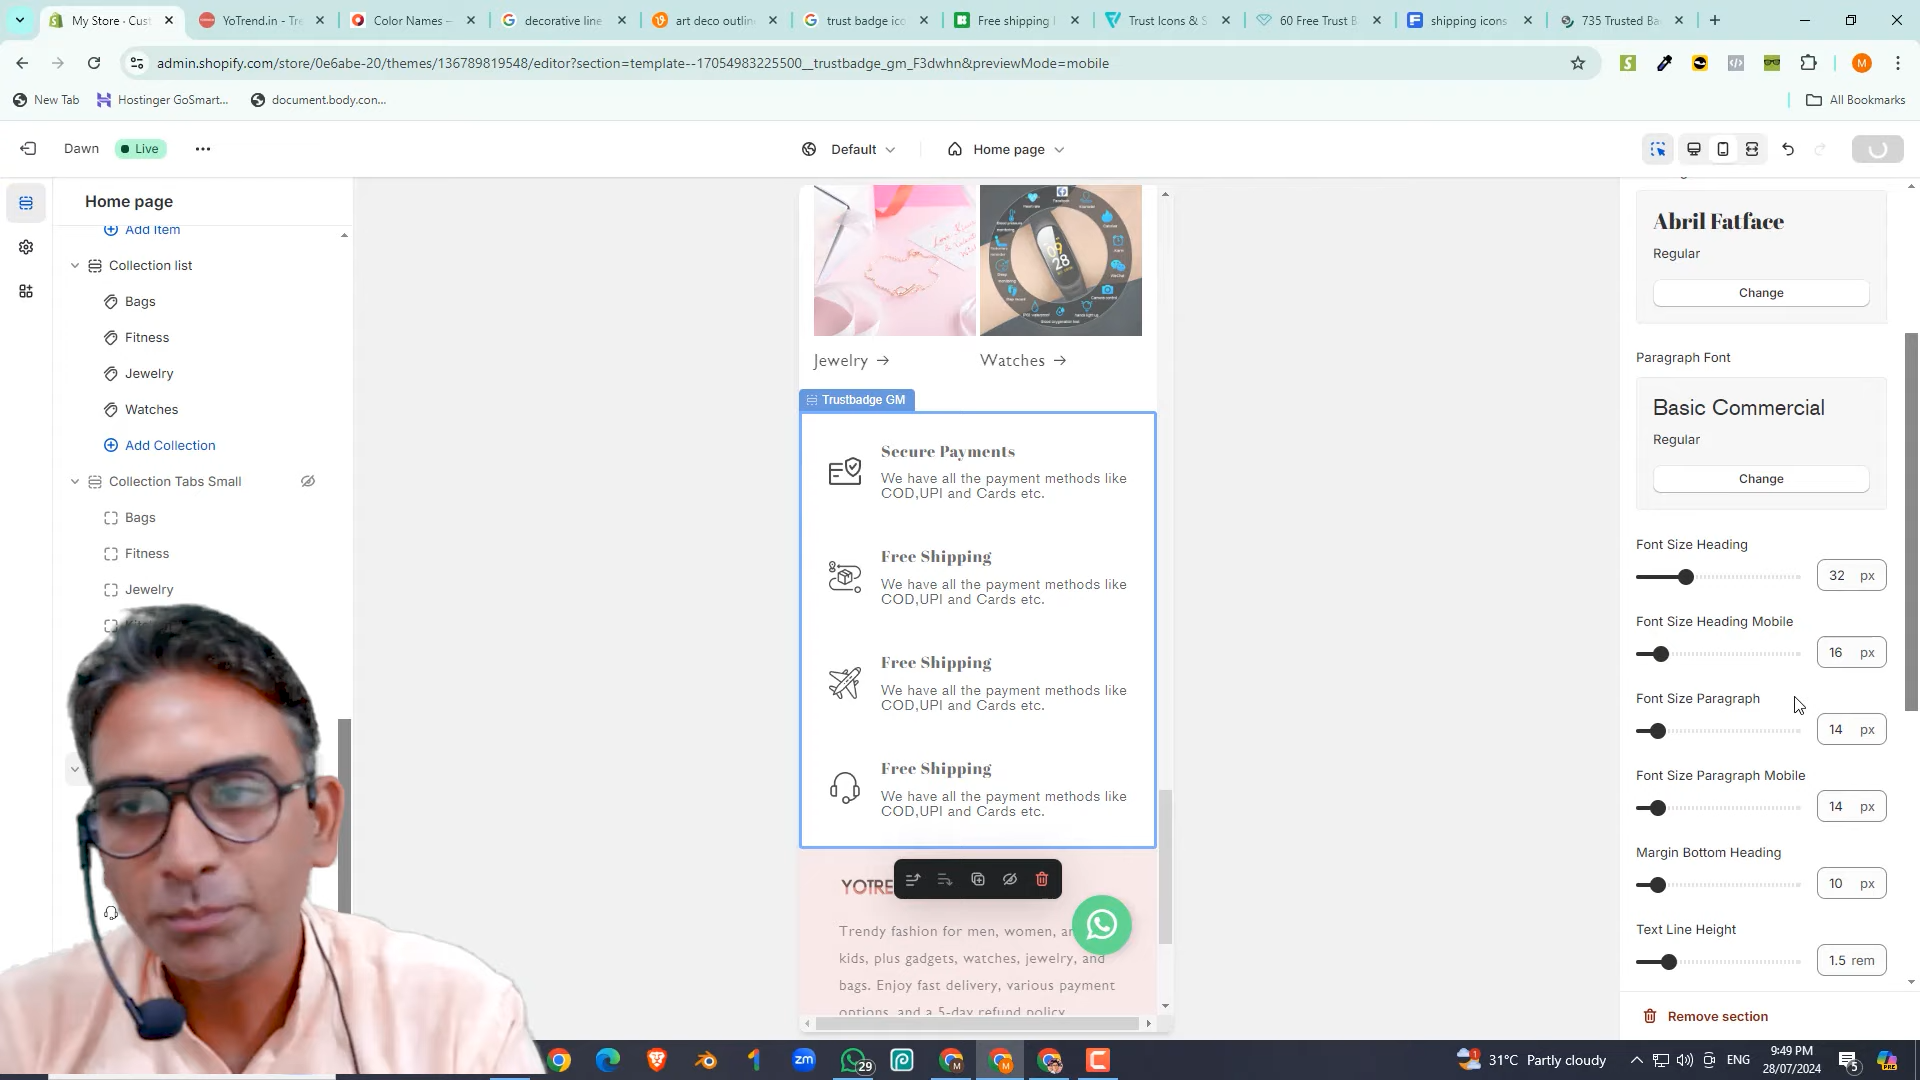 My Store · Cust
YoTrend.in - Tre
Color Names —
decorative line
art deco outlin
trust badge ico
Free shipping
Trust Icons & S
60 Free Trust B
shipping icons
735 Trusted Ba
admin.shopify.com/store/0e6abe-20/themes/136789819548/editor?section=template--17054983225500__trustbadge_gm_F3dwhn&previewMode=mobile
M
New Tab
Hostinger GoSmart...
document.body.con...
All Bookmarks
Dawn
Live
Default
Home page
Home page
Add Item
Collection list
Bags
Fitness
Jewelry
Watches
Add Collection
Collection Tabs Small
Bags
Fitness
Jewelry
Jewelry →
Watches →
Trustbadge GM
Secure Payments
We have all the payment methods like
COD,UPI and Cards etc.
Free Shipping
We have all the payment methods like
COD,UPI and Cards etc.
Free Shipping
We have all the payment methods like
COD,UPI and Cards etc.
Free Shipping
We have all the payment methods like
COD,UPI and Cards etc.
YOTRE
Trendy fashion for men, women, an
kids, plus gadgets, watches, jewelry, and
bags. Enjoy fast delivery, various payment
options, and a 5-day refund policy
Abril Fatface
Regular
Change
Paragraph Font
Basic Commercial
Regular
Change
Font Size Heading
32 px
Font Size Heading Mobile
16 px
Font Size Paragraph
14 px
Font Size Paragraph Mobile
14 px
Margin Bottom Heading
10 px
Text Line Height
1.5 rem
Remove section
zm
29
31°C Partly cloudy
ENG
9:49 PM
28/07/2024
5